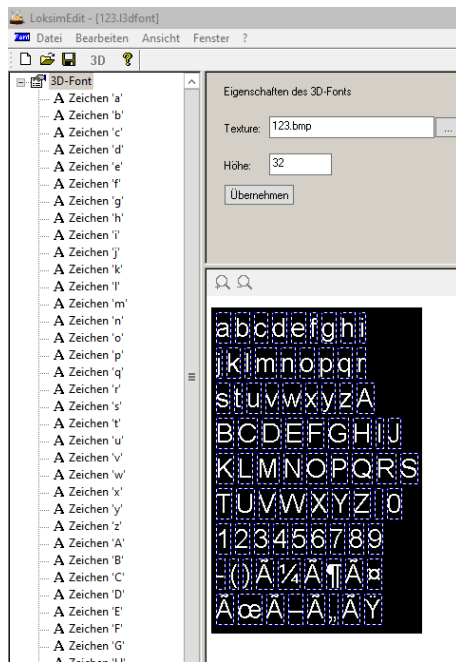 LoksimEdit - [123.l3dfont]
Datei Bearbeiten Ansicht Fenster ?
3D
3D-Font
A Zeichen 'a'
A Zeichen 'b'
A Zeichen 'c'
A Zeichen 'd'
A Zeichen 'e'
A Zeichen 'f'
A Zeichen 'g'
A Zeichen 'h'
A Zeichen 'i'
A Zeichen 'j'
A Zeichen 'k'
A Zeichen 'l'
A Zeichen 'm'
A Zeichen 'n'
A Zeichen 'o'
A Zeichen 'p'
A Zeichen 'q'
A Zeichen 'r'
A Zeichen 's'
A Zeichen 't'
A Zeichen 'u'
A Zeichen 'v'
A Zeichen 'w'
A Zeichen 'x'
A Zeichen 'y'
A Zeichen 'z'
A Zeichen 'A'
A Zeichen 'B'
A Zeichen 'C'
A Zeichen 'D'
A Zeichen 'E'
A Zeichen 'F'
A Zeichen 'G'
Eigenschaften des 3D-Fonts
Texture: 123.bmp ...
Höhe: 32
Übernehmen
abcdefghi
jklmnopqr
stuvwxyzA
BCDEFGHIJ
KLMNOPQRS
TUVWXYZ 0
123456789
-()Ã¼Ã¶Ã¤
ÃœÃ–Ã„ÃŸ